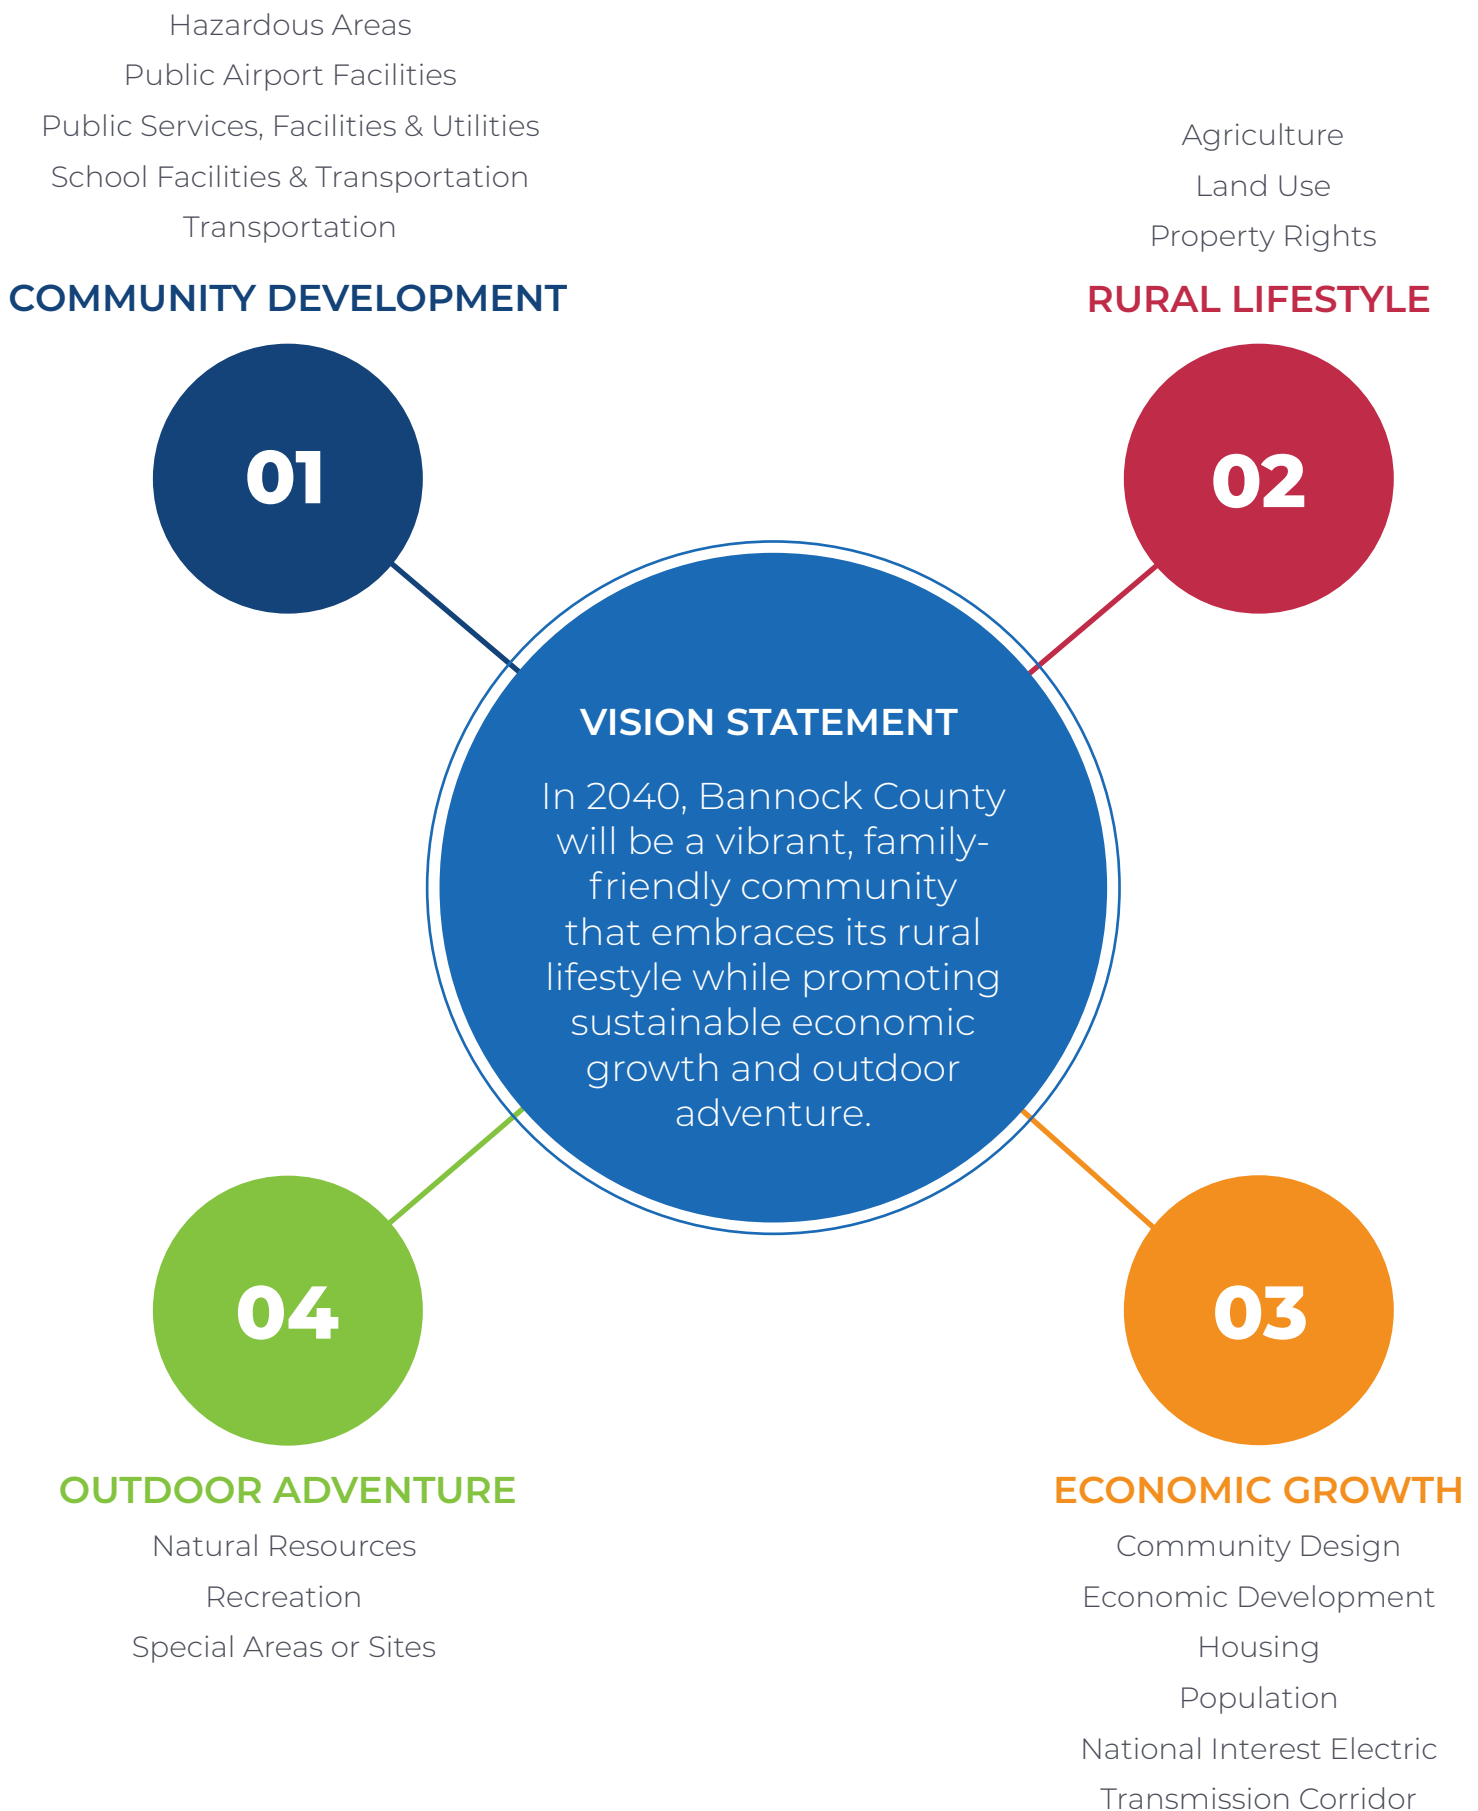 Hazardous Areas
Public Airport Facilities
Public Services, Facilities & Utilities
School Facilities & Transportation
Transportation
COMMUNITY DEVELOPMENT
01
Agriculture
Land Use
Property Rights
RURAL LIFESTYLE
02
VISION STATEMENT
In 2040, Bannock County
will be a vibrant, family-
friendly community
that embraces its rural
lifestyle while promoting
sustainable economic
growth and outdoor
adventure.
04
OUTDOOR ADVENTURE
Natural Resources
Recreation
Special Areas or Sites
03
ECONOMIC GROWTH
Community Design
Economic Development
Housing
Population
National Interest Electric
Transmission Corridor